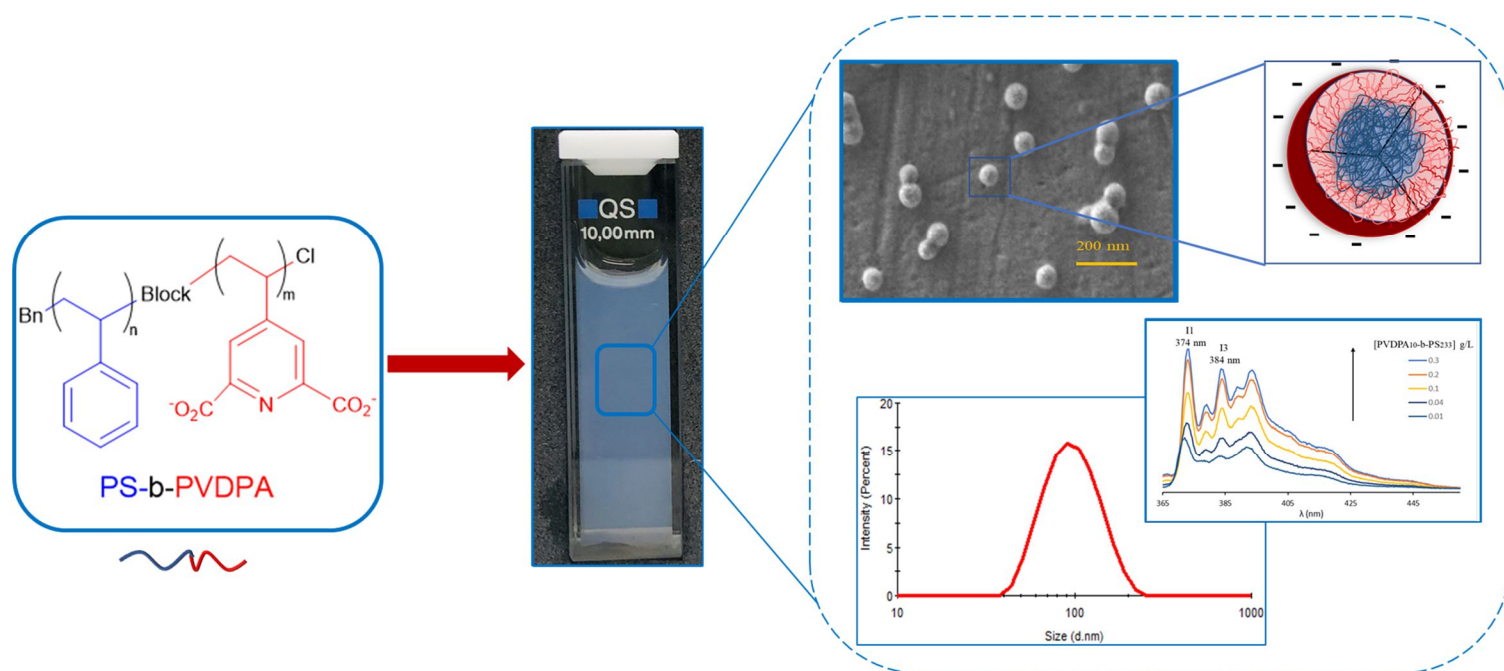 Bn
n
Block
m
Cl
-O2C
N
CO2-
PS-b-PVDPA
QS
10,00mm
200 nm
I1
374 nm
I3
384 nm
[PVDPA10-b-PS233] g/L
0.3
0.2
0.1
0.04
0.01
365 385 405 425 445
λ (nm)
Intensity (Percent)
20
15
10
5
0
10 100 1000
Size (d.nm)